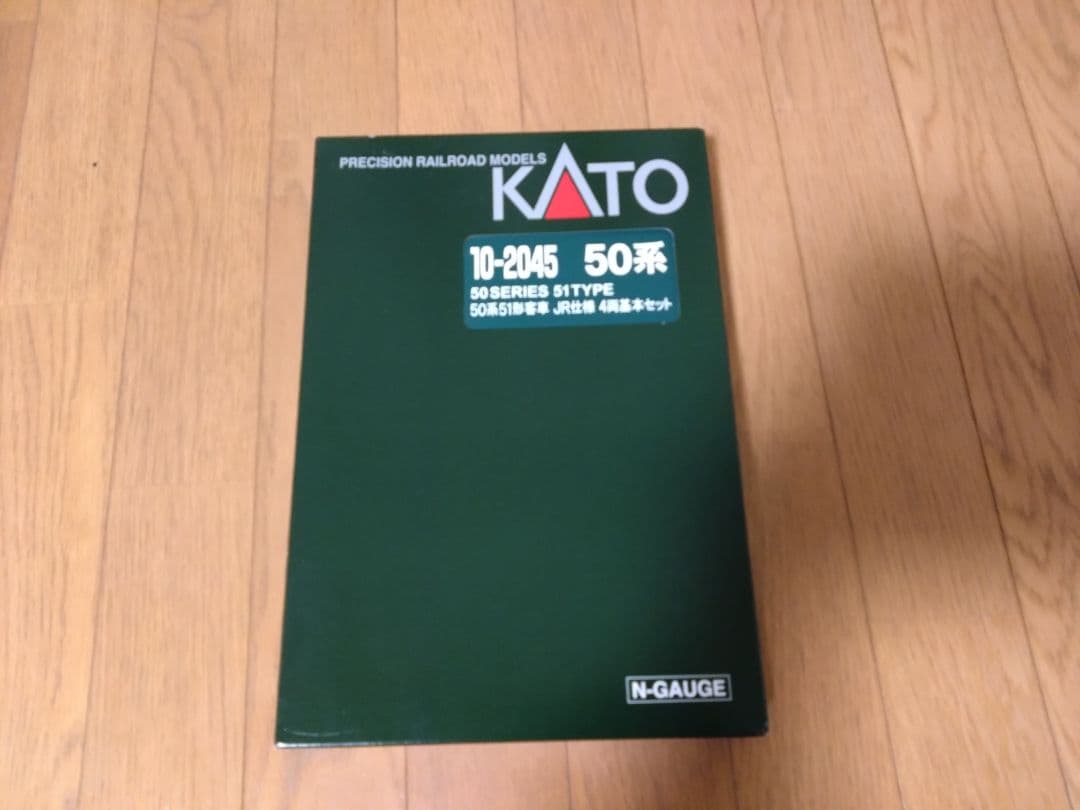 PRECISION RAILROAD MODELS
KATO
10-2045 50系
50 SERIES 51 TYPE
50系51形客車 JR仕様 4両基本セット
N-GAUGE